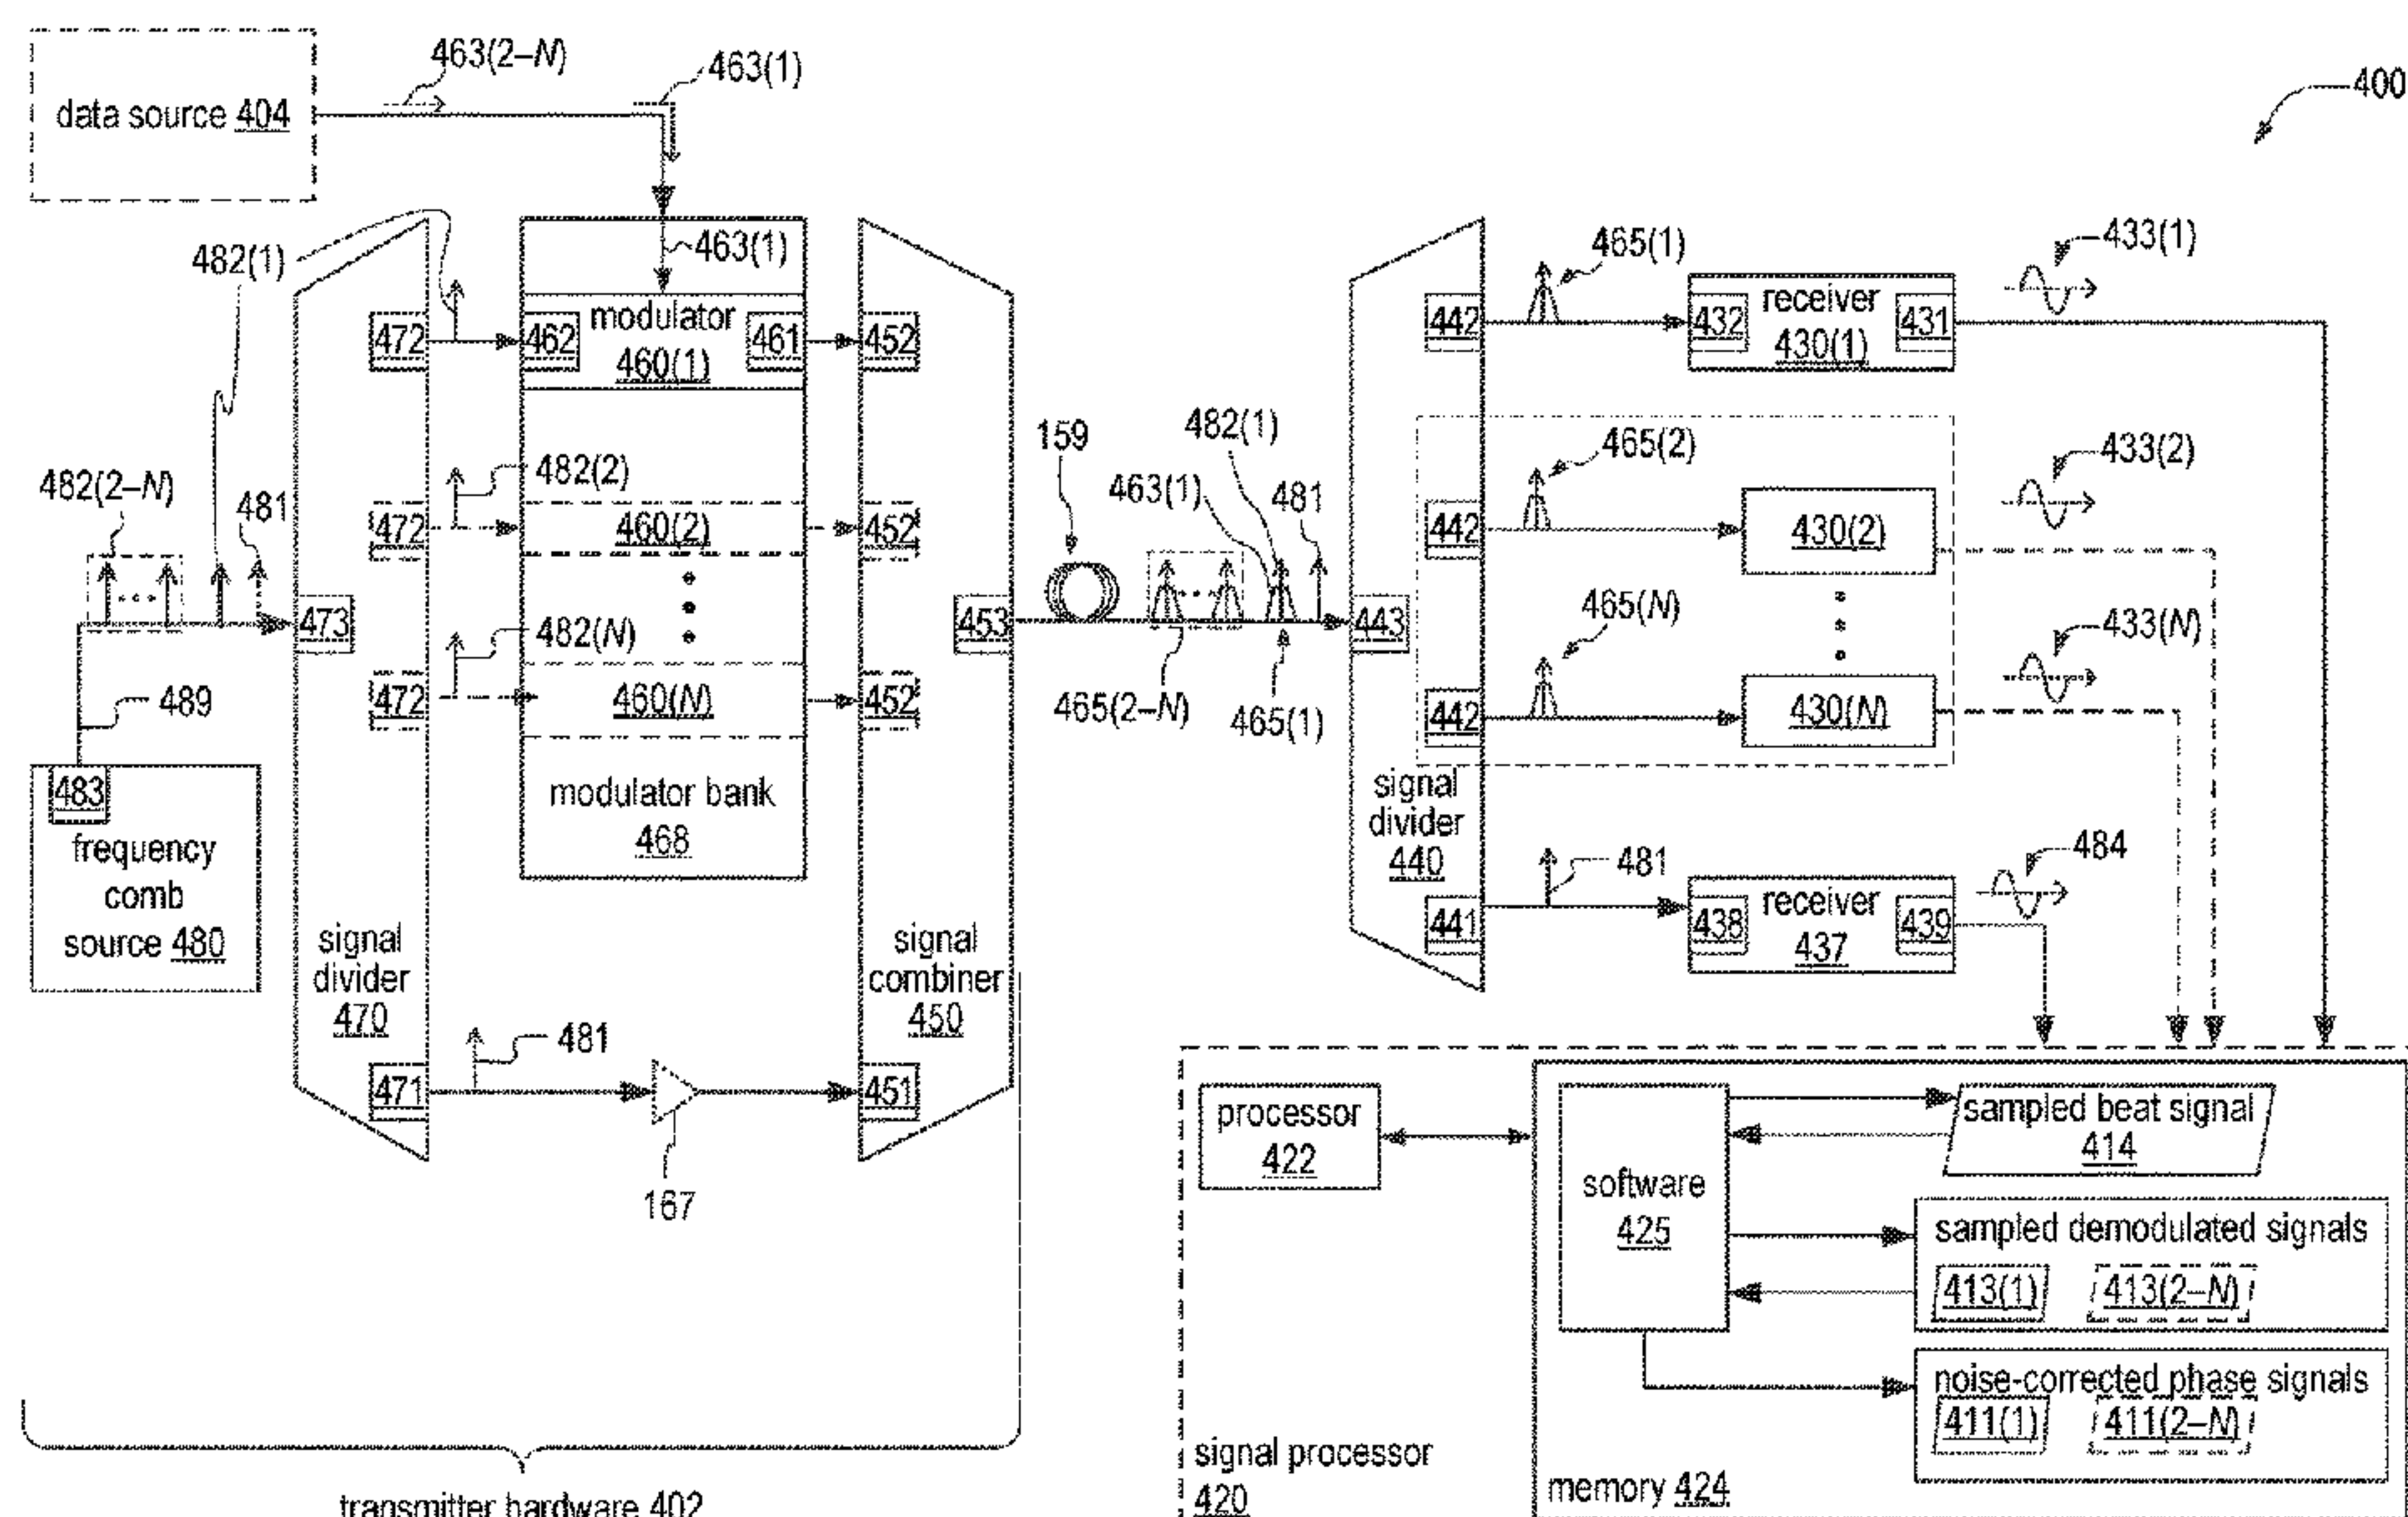 463(2–N)
463(1)
400
data source 404
482(1)
463(1)
465(1)
433(1)
472
462
modulator
460(1)
461
452
442
432
receiver
430(1)
431
482(2–N)
481
482(2)
472
460(2)
452
159
482(1)
463(1)
481
465(2)
433(2)
442
430(2)
473
482(N)
453
443
465(N)
433(N)
489
472
460(N)
452
465(2–N)
465(1)
442
430(N)
483
frequency
comb
source 480
modulator bank
468
signal
divider
440
481
484
441
438
receiver
437
439
signal
divider
470
signal
combiner
450
481
471
451
167
processor
422
software
425
sampled beat signal
414
sampled demodulated signals
413(1)
413(2–N)
noise-corrected phase signals
411(1)
411(2–N)
signal processor
420
memory 424
transmitter hardware 402